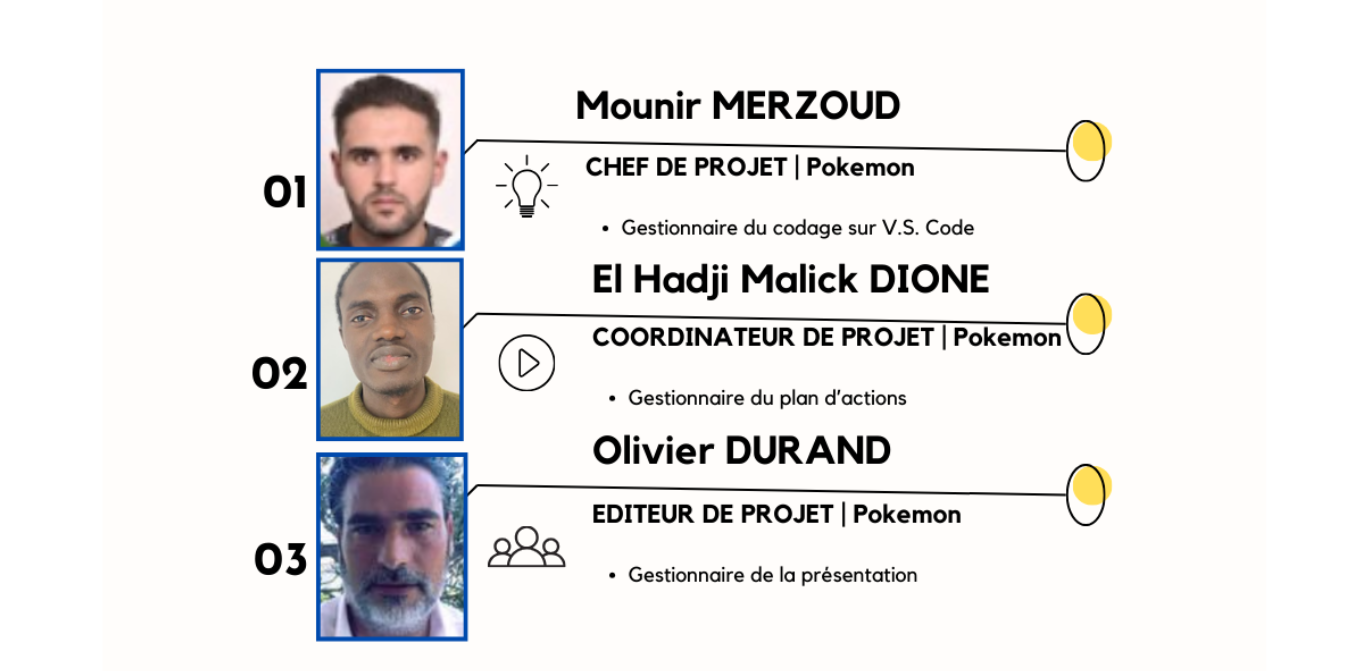 01
Mounir MERZOUD
CHEF DE PROJET | Pokemon
• Gestionnaire du codage sur V.S. Code
02
El Hadji Malick DIONE
COORDINATEUR DE PROJET | Pokemon
• Gestionnaire du plan d’actions
03
Olivier DURAND
EDITEUR DE PROJET | Pokemon
• Gestionnaire de la présentation